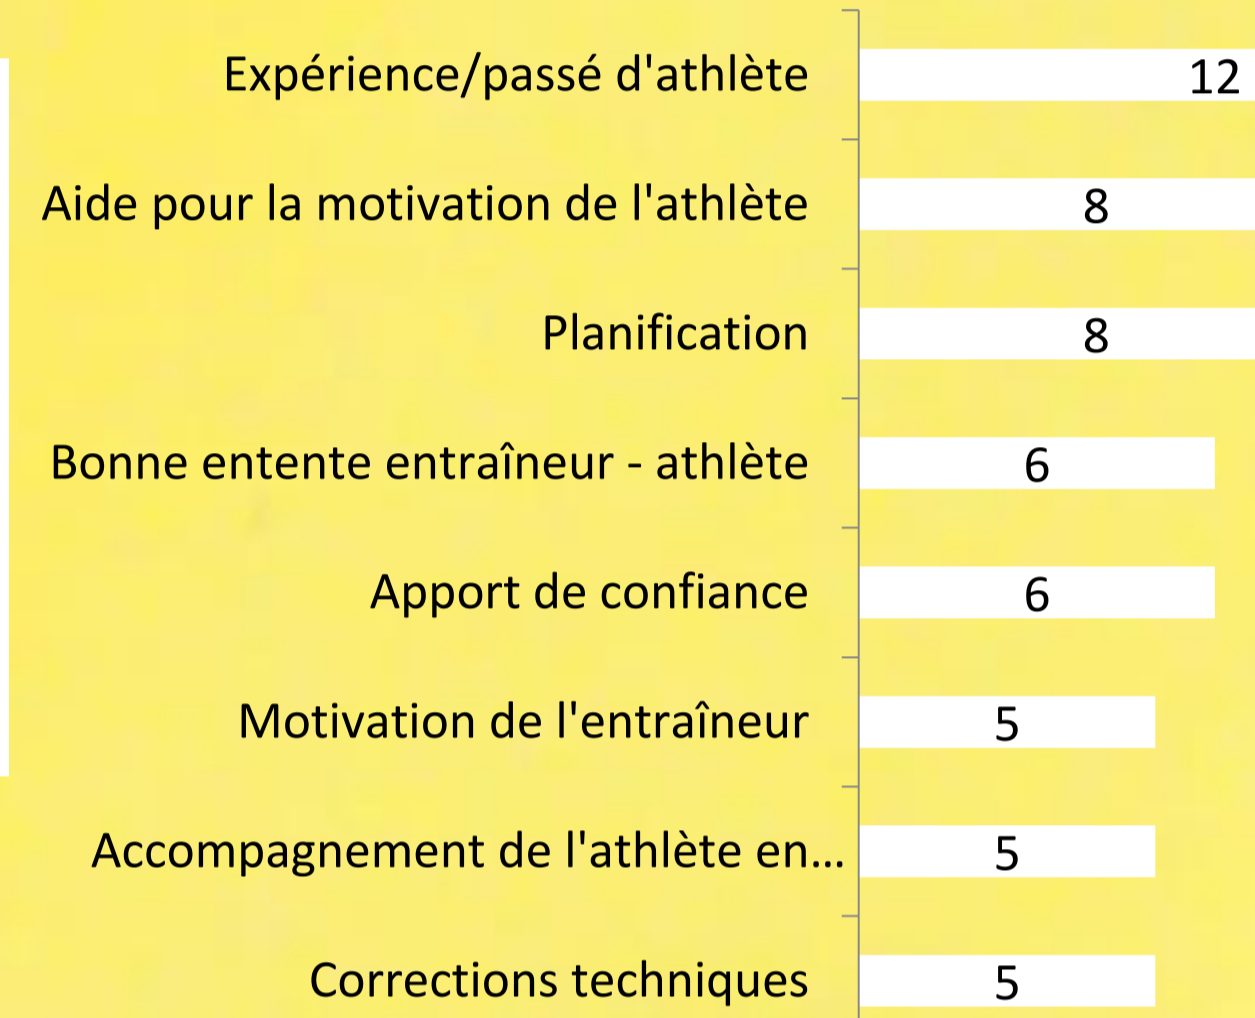 Expérience/passé d'athlète 12
Aide pour la motivation de l'athlète 8
Planification 8
Bonne entente entraîneur - athlète 6
Apport de confiance 6
Motivation de l'entraîneur 5
Accompagnement de l'athlète en... 5
Corrections techniques 5